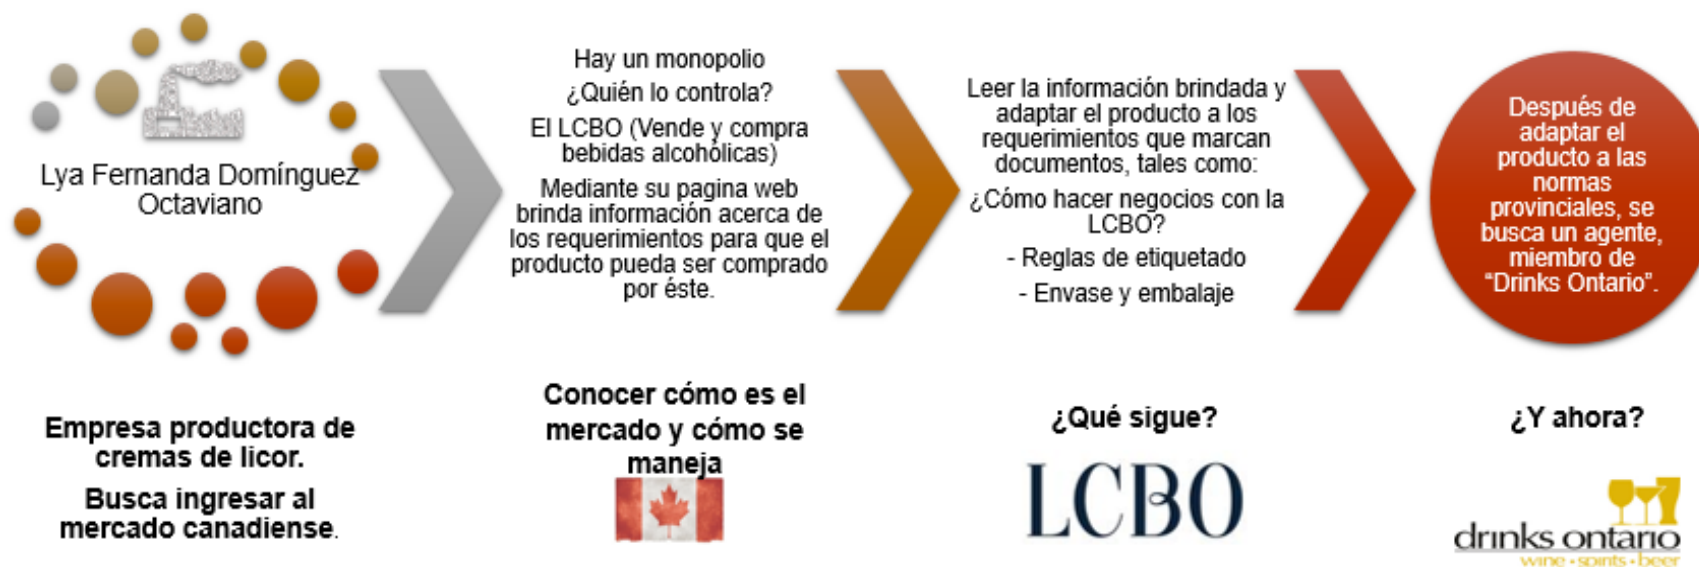 Lya Fernanda Domínguez
Octaviano
Empresa productora de
cremas de licor.
Busca ingresar al
mercado canadiense.
Hay un monopolio
¿Quién lo controla?
El LCBO (Vende y compra
bebidas alcohólicas)
Mediante su pagina web
brinda información acerca de
los requerimientos para que el
producto pueda ser comprado
por éste.
Conocer cómo es el
mercado y cómo se
maneja
Leer la información brindada y
adaptar el producto a los
requerimientos que marcan
documentos, tales como:
¿Cómo hacer negocios con la
LCBO?
- Reglas de etiquetado
- Envase y embalaje
¿Qué sigue?
LCBO
Después de
adaptar el
producto a las
normas
provinciales, se
busca un agente,
miembro de
“Drinks Ontario”.
¿Y ahora?
drinks ontario
wine • spirits • beer